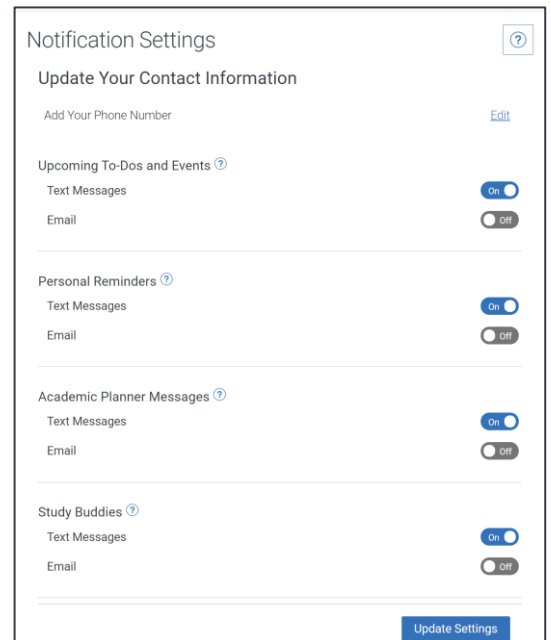 Notification Settings ?
Update Your Contact Information
Add Your Phone Number Edit
Upcoming To-Dos and Events ?
Text Messages On
Email Off
Personal Reminders ?
Text Messages On
Email Off
Academic Planner Messages ?
Text Messages On
Email Off
Study Buddies ?
Text Messages On
Email Off
Update Settings